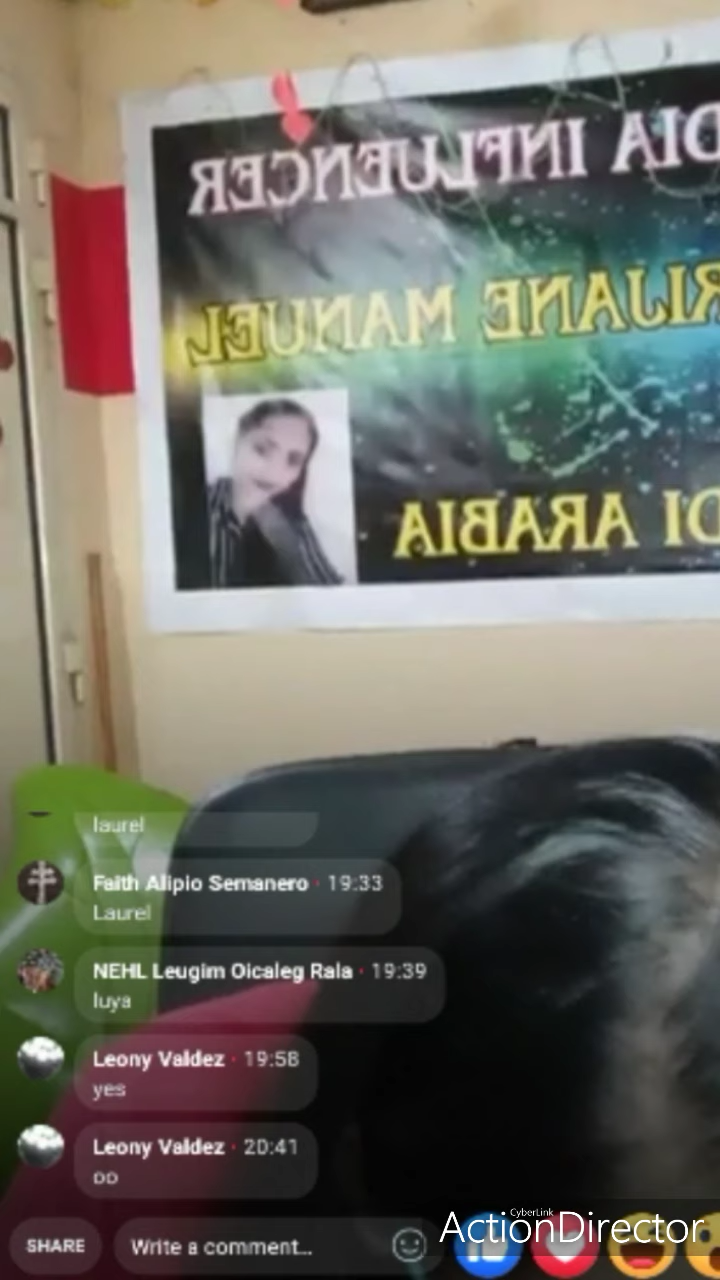 DIA INFLUENCER
RIJANE MANUEL
DI ARABIA
laurel
Faith Alipio Semanero · 19:33
Laurel
NEHL Leugim Oicaleg Rala · 19:39
luya
Leony Valdez · 19:58
yes
Leony Valdez · 20:41
oo
SHARE
Write a comment...
CyberLink
ActionDirector